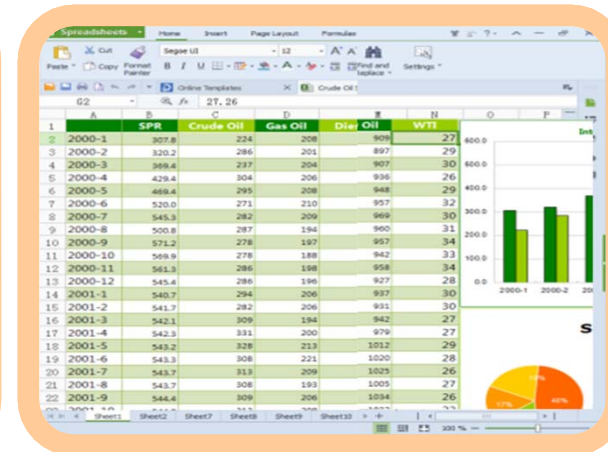 Spreadsheets Home Insert Page Layout Formulas
Cut Segoe UI 12
Paste Copy Format Painter Find and Replace Settings
Online Templates Crude Oil
G2 27.26
A B C D M N O P
1 SPR Crude Oil Gas Oil Dier Oil WTI
2 2000-1 307.8 224 208 909 27
3 2000-2 320.2 286 201 897 29
4 2000-3 369.4 237 204 907 30
5 2000-4 429.4 304 206 936 26
6 2000-5 469.4 295 208 948 29
7 2000-6 520.0 271 210 957 32
8 2000-7 545.3 282 209 969 30
9 2000-8 500.8 287 194 960 31
10 2000-9 571.2 278 197 957 34
11 2000-10 569.9 278 188 942 33
12 2000-11 561.3 286 198 958 34
13 2000-12 545.4 286 196 927 28
14 2001-1 540.7 294 206 937 30
15 2001-2 541.7 282 206 931 30
16 2001-3 542.1 309 194 942 27
17 2001-4 542.3 331 200 979 27
18 2001-5 543.2 328 213 1012 29
19 2001-6 543.3 308 221 1020 28
20 2001-7 543.7 313 209 1025 26
21 2001-8 543.7 308 193 1005 27
22 2001-9 544.4 309 206 1034 26
600.0
400.0
200.0
100.0
0.0
2000-1 2000-2
S
17% 46%
Sheet1 Sheet2 Sheet7 Sheet8 Sheet9 Sheet10
100 %